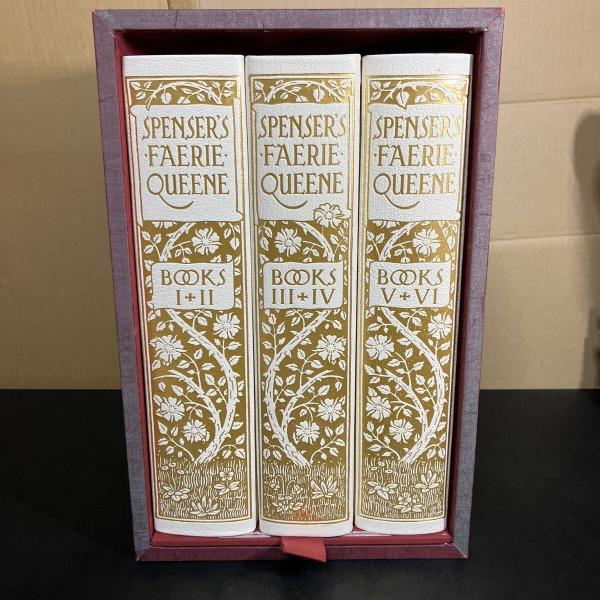 SPENSER'S
·FAERIE·
QUEENE
BOOKS
I+II
SPENSER'S
·FAERIE·
QUEENE
BOOKS
III+IV
SPENSER'S
·FAERIE·
QUEENE
BOOKS
V+VI